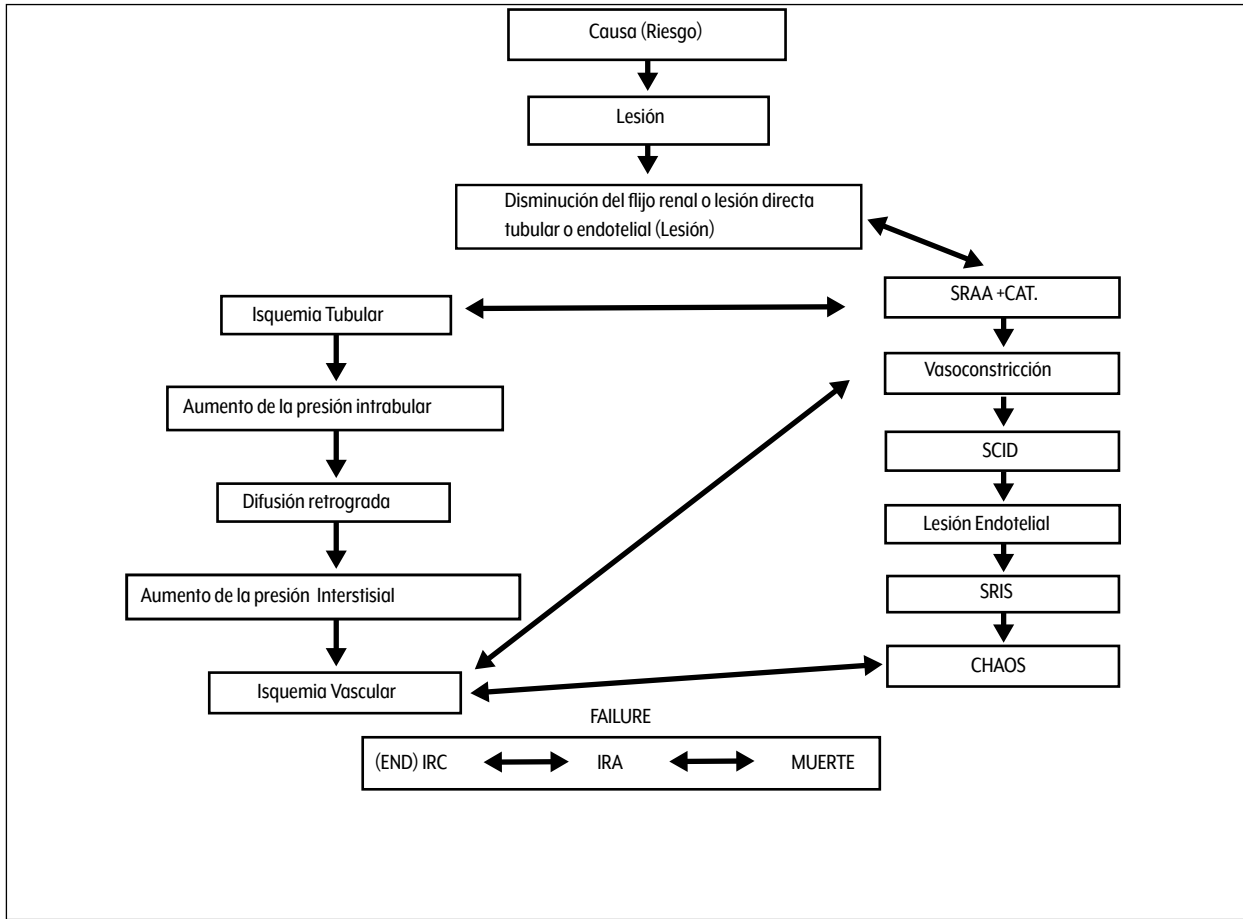 Causa (Riesgo)
Lesión
Disminución del flijo renal o lesión directa
tubular o endotelial (Lesión)
SRAA +CAT.
Isquemia Tubular
Vasoconstricción
Aumento de la presión intrabular
SCID
Difusión retrograda
Lesión Endotelial
Aumento de la presión Interstisial
SRIS
CHAOS
Isquemia Vascular
FAILURE
(END) IRC IRA MUERTE